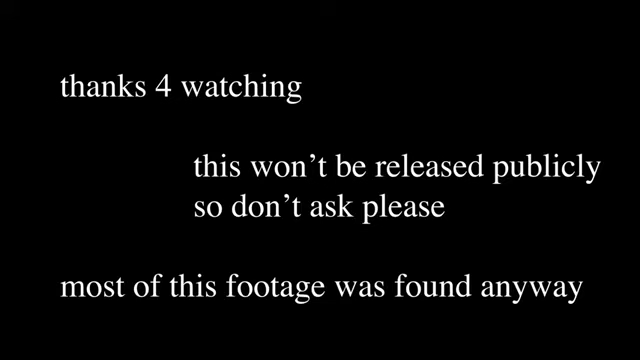 thanks 4 watching
this won't be released publicly
so don't ask please
most of this footage was found anyway